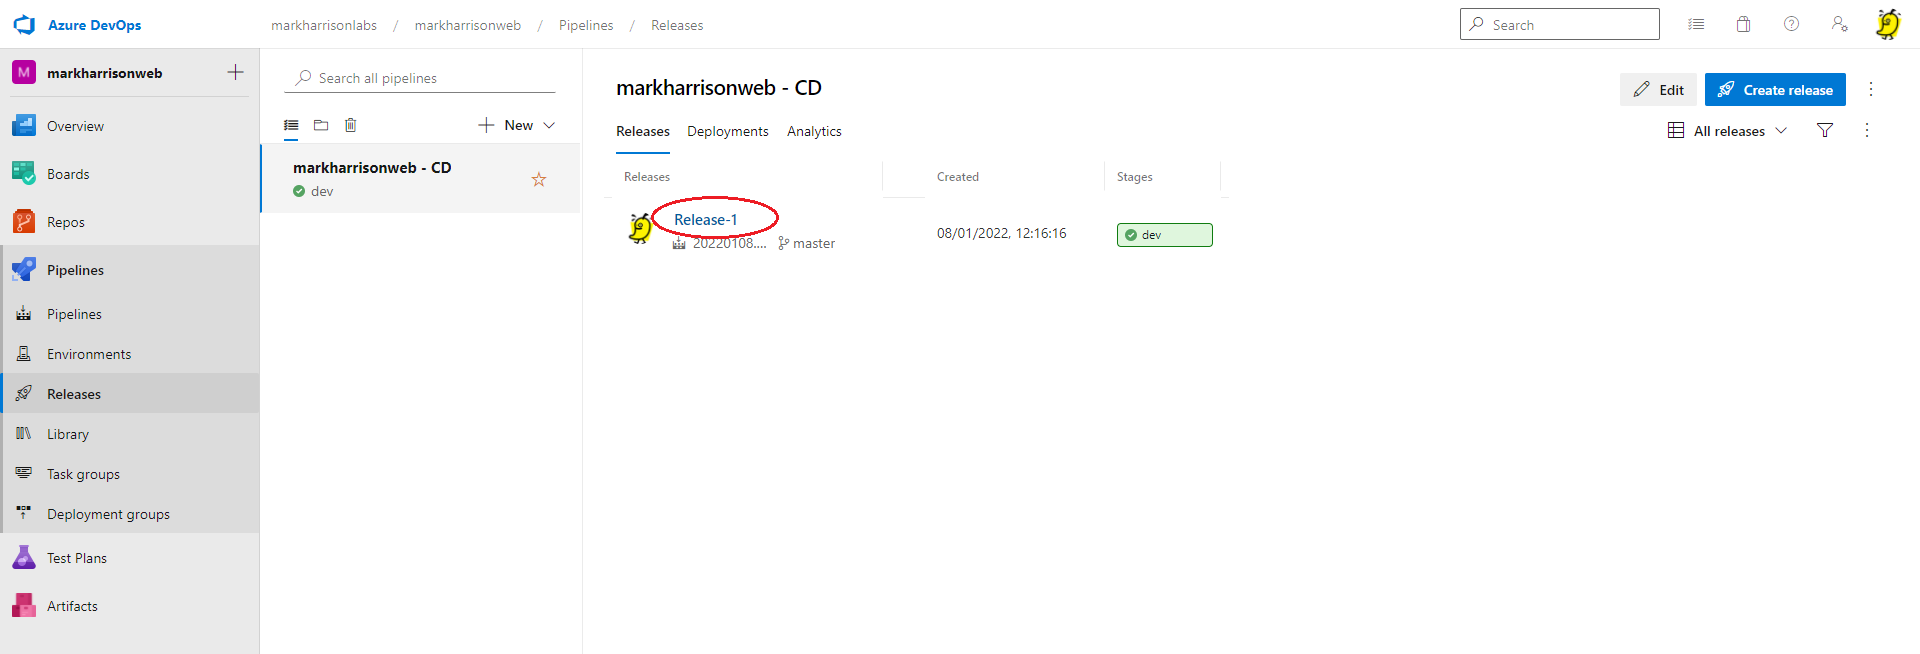 Azure DevOps
markharrisonlabs / markharrisonweb / Pipelines / Releases
Search
M markharrisonweb
Overview
Boards
Repos
Pipelines
Pipelines
Environments
Releases
Library
Task groups
Deployment groups
Test Plans
Artifacts
Search all pipelines
New
markharrisonweb - CD
dev
markharrisonweb - CD
Edit
Create release
Releases Deployments Analytics
All releases
Releases Created Stages
Release-1
20220108.... master
08/01/2022, 12:16:16
dev